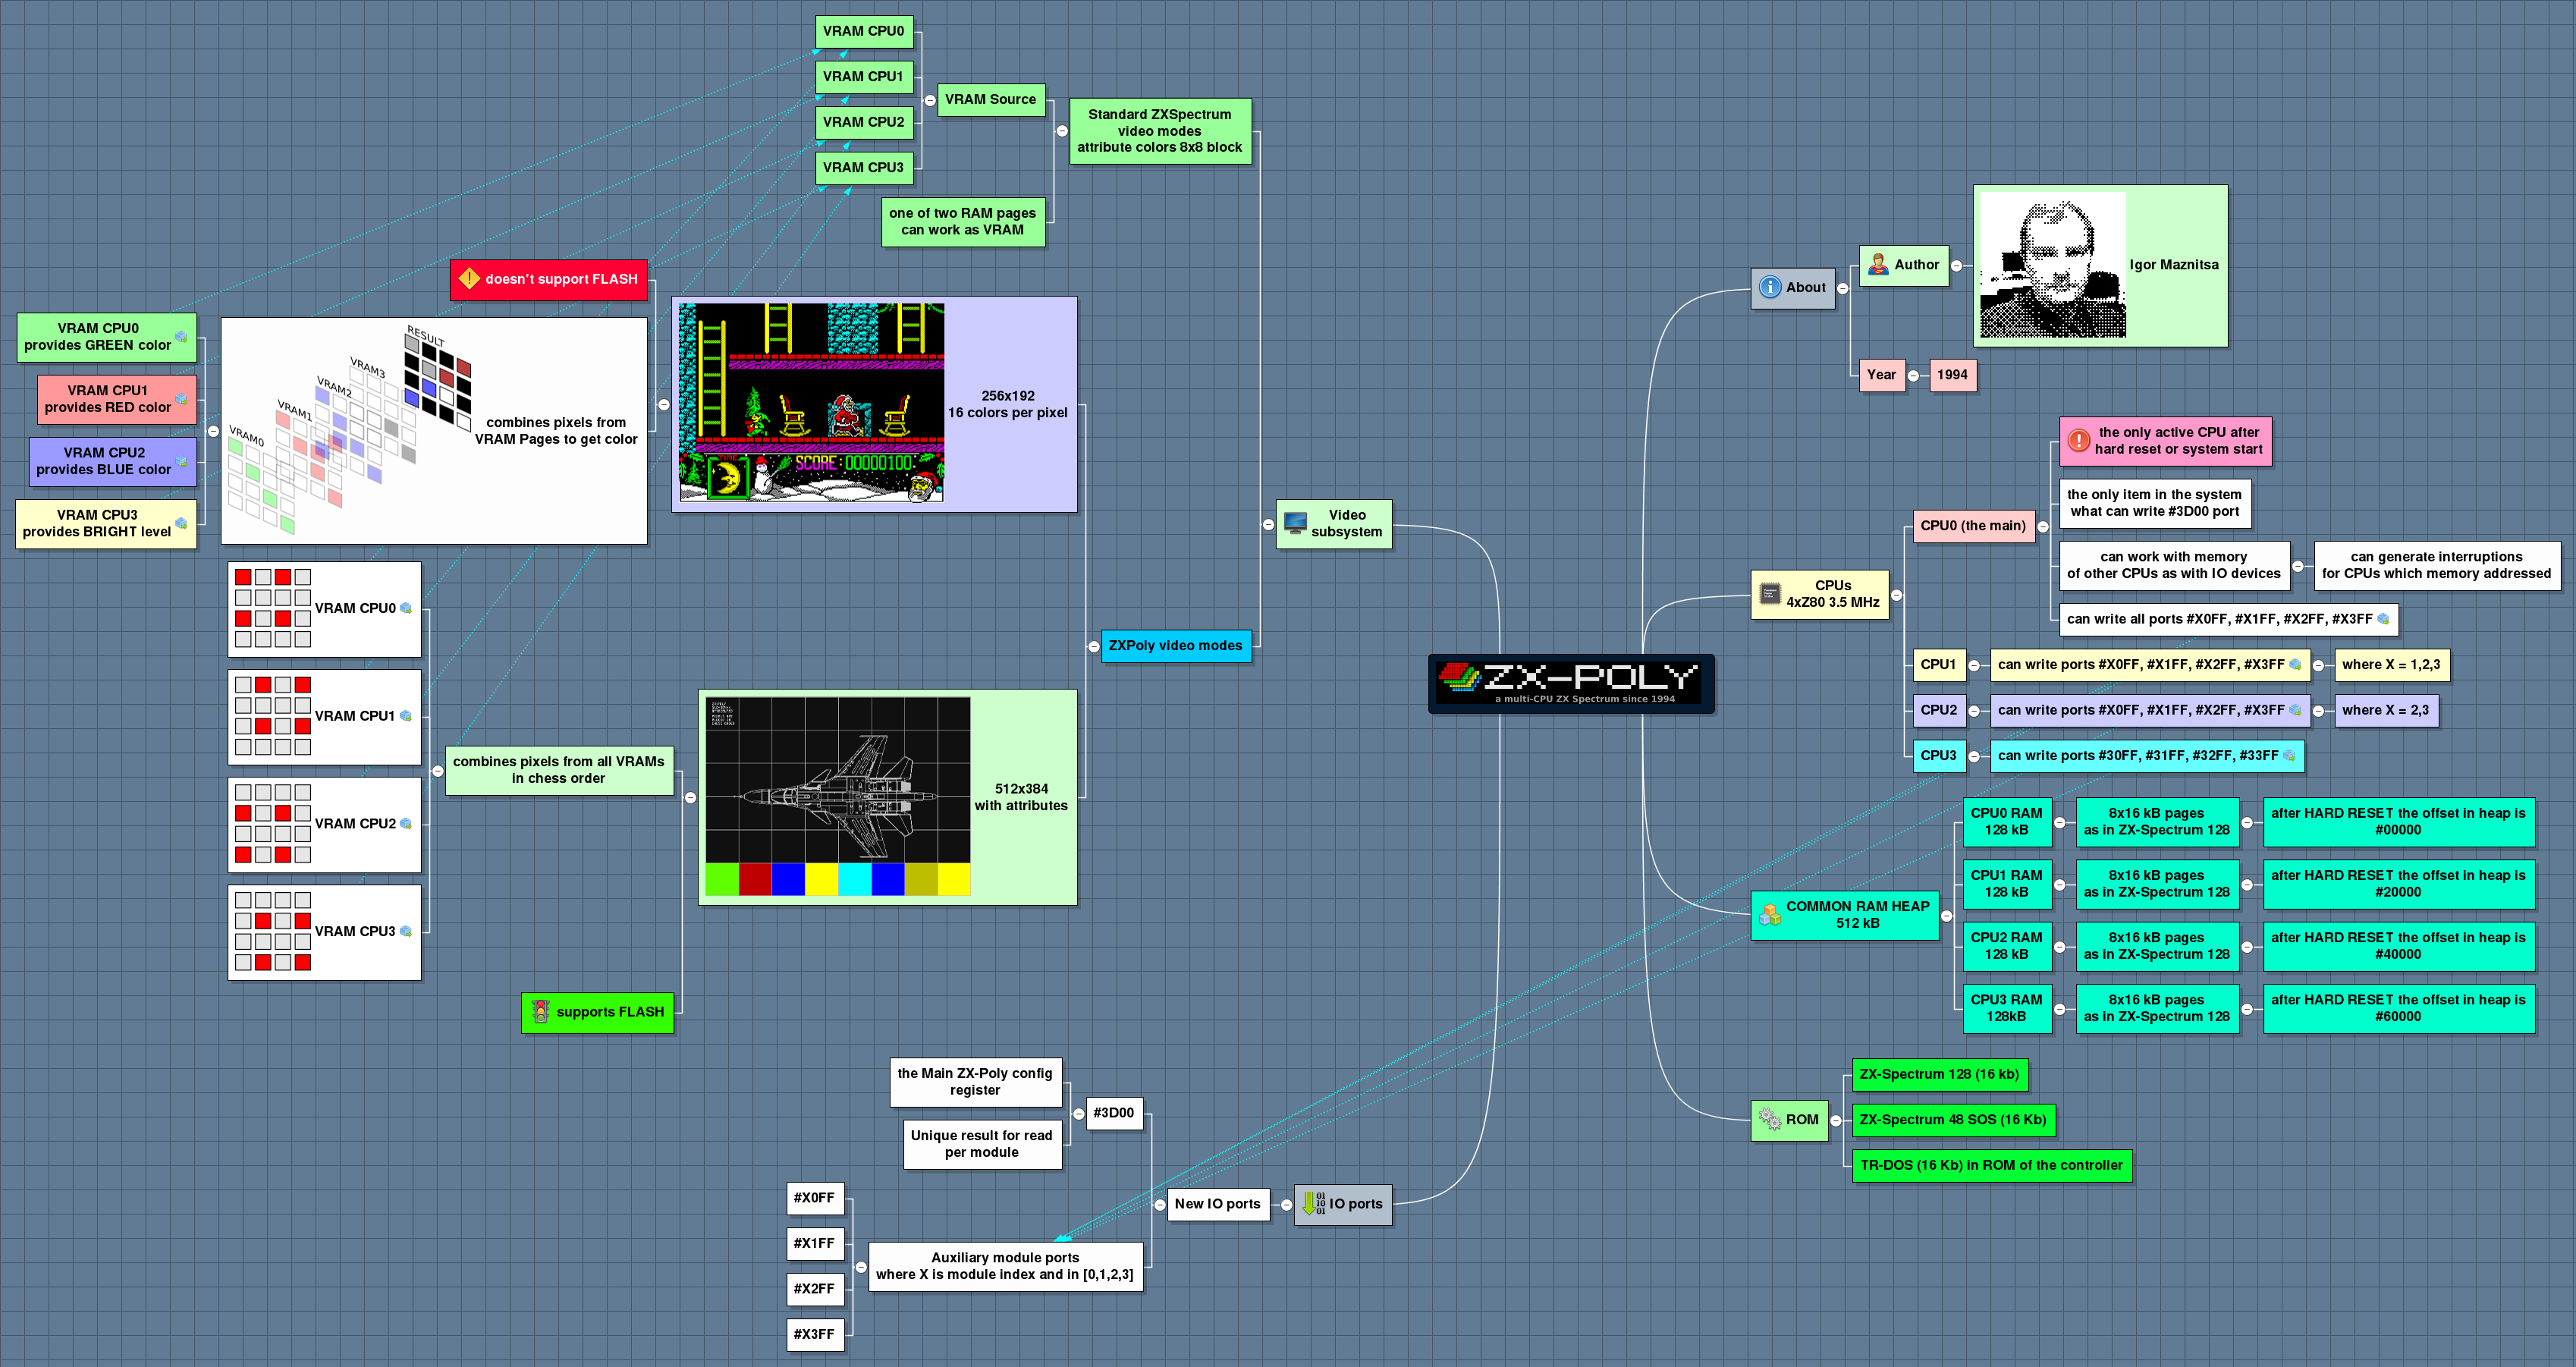 VRAM CPU0
VRAM CPU1
VRAM CPU2
VRAM CPU3
VRAM Source
one of two RAM pages
can work as VRAM
Standard ZXSpectrum
video modes
attribute colors 8x8 block
doesn't support FLASH
VRAM CPU0
provides GREEN color
VRAM CPU1
provides RED color
VRAM CPU2
provides BLUE color
VRAM CPU3
provides BRIGHT level
RESULT
VRAM3
VRAM2
VRAM1
VRAM0
combines pixels from
VRAM Pages to get color
TIME
SCORE:00000100
256x192
16 colors per pixel
VRAM CPU0
VRAM CPU1
VRAM CPU2
VRAM CPU3
combines pixels from all VRAMs
in chess order
supports FLASH
512x384
with attributes
ZXPoly video modes
Video
subsystem
the Main ZX-Poly config
register
Unique result for read
per module
#3D00
#X0FF
#X1FF
#X2FF
#X3FF
Auxiliary module ports
where X is module index and in [0,1,2,3]
New IO ports
01
10
01
IO ports
ZX-POLY
a multi-CPU ZX Spectrum since 1994
About
Author
Igor Maznitsa
Year
1994
CPUs
4xZ80 3.5 MHz
CPU0 (the main)
the only active CPU after
hard reset or system start
the only item in the system
what can write #3D00 port
can work with memory
of other CPUs as with IO devices
can generate interruptions
for CPUs which memory addressed
can write all ports #X0FF, #X1FF, #X2FF, #X3FF
CPU1
can write ports #X0FF, #X1FF, #X2FF, #X3FF
where X = 1,2,3
CPU2
can write ports #X0FF, #X1FF, #X2FF, #X3FF
where X = 2,3
CPU3
can write ports #30FF, #31FF, #32FF, #33FF
COMMON RAM HEAP
512 kB
CPU0 RAM
128 kB
8x16 kB pages
as in ZX-Spectrum 128
after HARD RESET the offset in heap is
#00000
CPU1 RAM
128 kB
8x16 kB pages
as in ZX-Spectrum 128
after HARD RESET the offset in heap is
#20000
CPU2 RAM
128 kB
8x16 kB pages
as in ZX-Spectrum 128
after HARD RESET the offset in heap is
#40000
CPU3 RAM
128kB
8x16 kB pages
as in ZX-Spectrum 128
after HARD RESET the offset in heap is
#60000
ROM
ZX-Spectrum 128 (16 kb)
ZX-Spectrum 48 SOS (16 Kb)
TR-DOS (16 Kb) in ROM of the controller